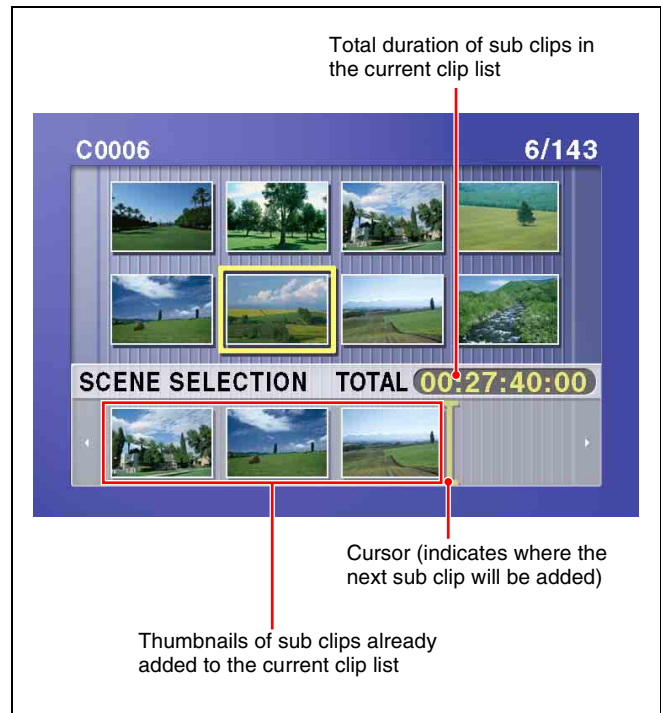 Total duration of sub clips in
the current clip list
C0006 6/143
SCENE SELECTION TOTAL 00:27:40:00
Cursor (indicates where the
next sub clip will be added)
Thumbnails of sub clips already
added to the current clip list